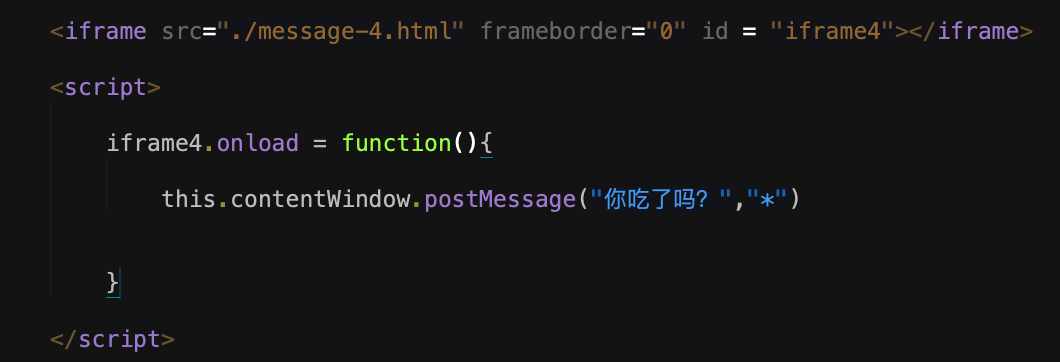 <iframe src="./message-4.html" frameborder="0" id = "iframe4"></iframe>
<script>
iframe4.onload = function(){
this.contentWindow.postMessage("你吃了吗？","*")
}
</script>